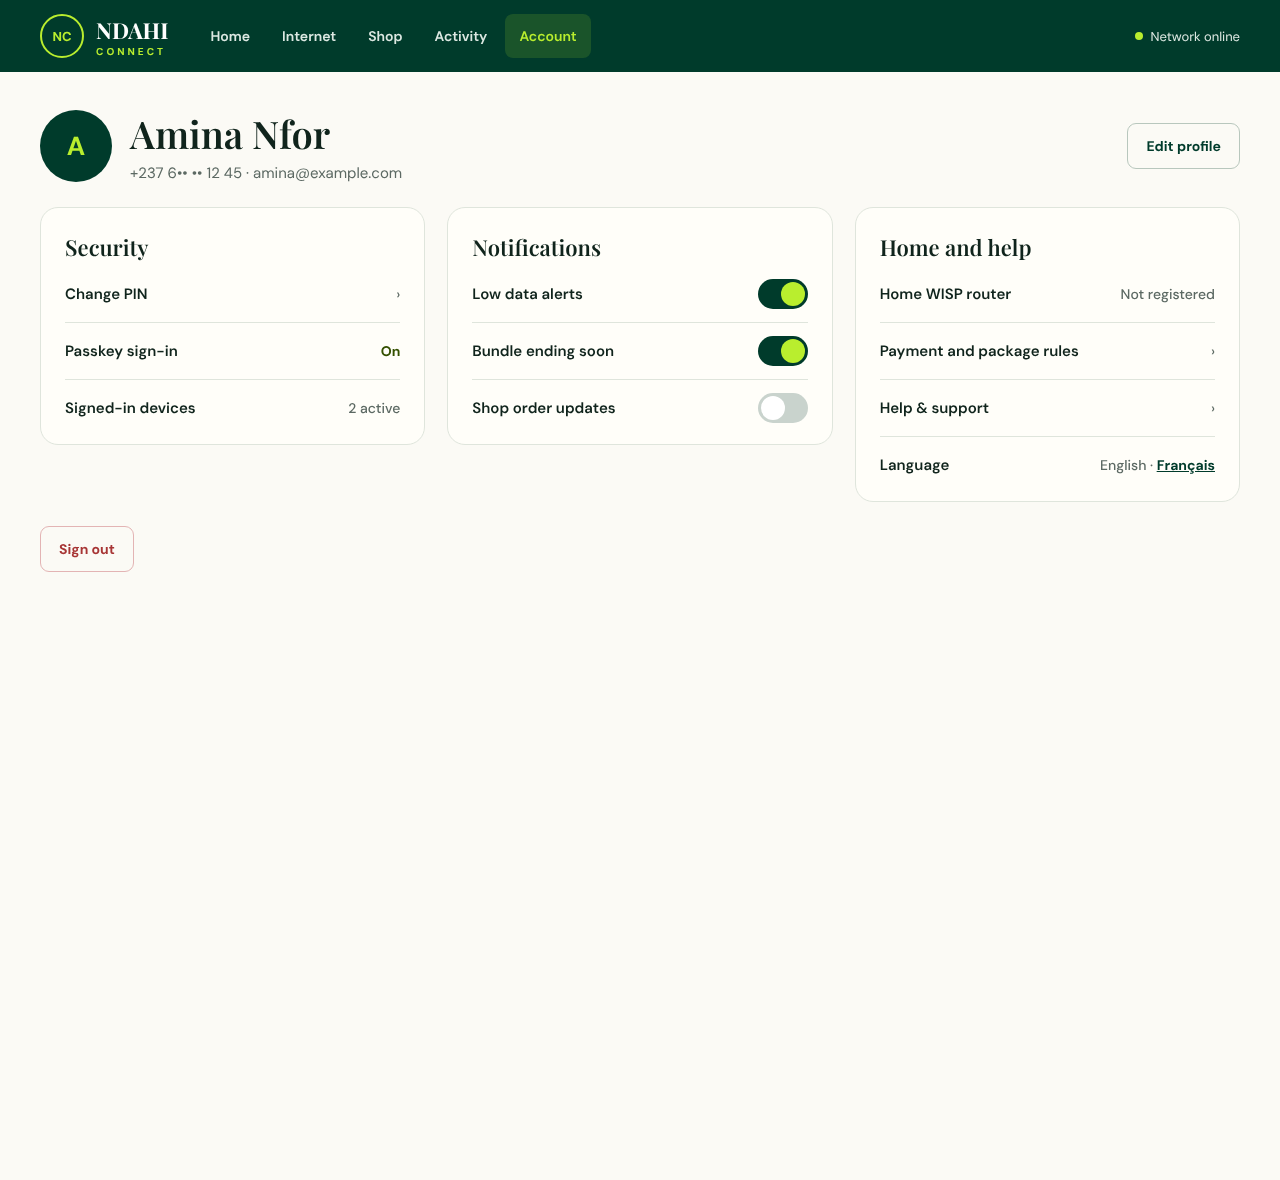 NC NDAHI CONNECT Home Internet Shop Activity Account Network online
A
Amina Nfor
+237 6•• •• 12 45 · amina@example.com
Edit profile
Security
Change PIN ›
Passkey sign-in On
Signed-in devices 2 active
Notifications
Low data alerts
Bundle ending soon
Shop order updates
Home and help
Home WISP router Not registered
Payment and package rules ›
Help & support ›
Language English · Français
Sign out